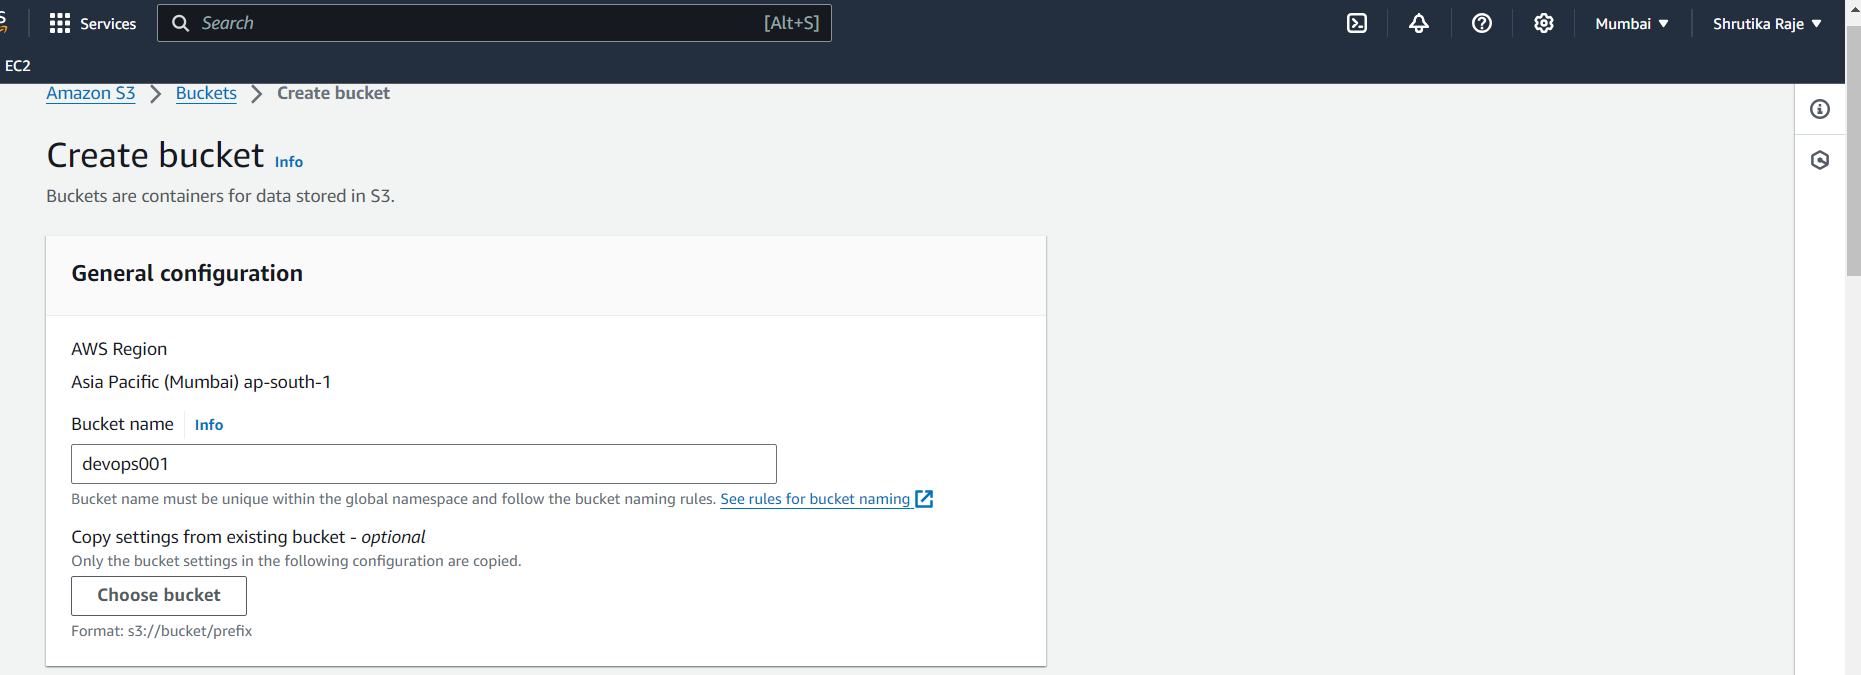 Services
Search [Alt+S]
Mumbai
Shrutika Raje
EC2
Amazon S3 Buckets Create bucket
Create bucket Info
Buckets are containers for data stored in S3.
General configuration
AWS Region
Asia Pacific (Mumbai) ap-south-1
Bucket name Info
devops001
Bucket name must be unique within the global namespace and follow the bucket naming rules. See rules for bucket naming
Copy settings from existing bucket - optional
Only the bucket settings in the following configuration are copied.
Choose bucket
Format: s3://bucket/prefix